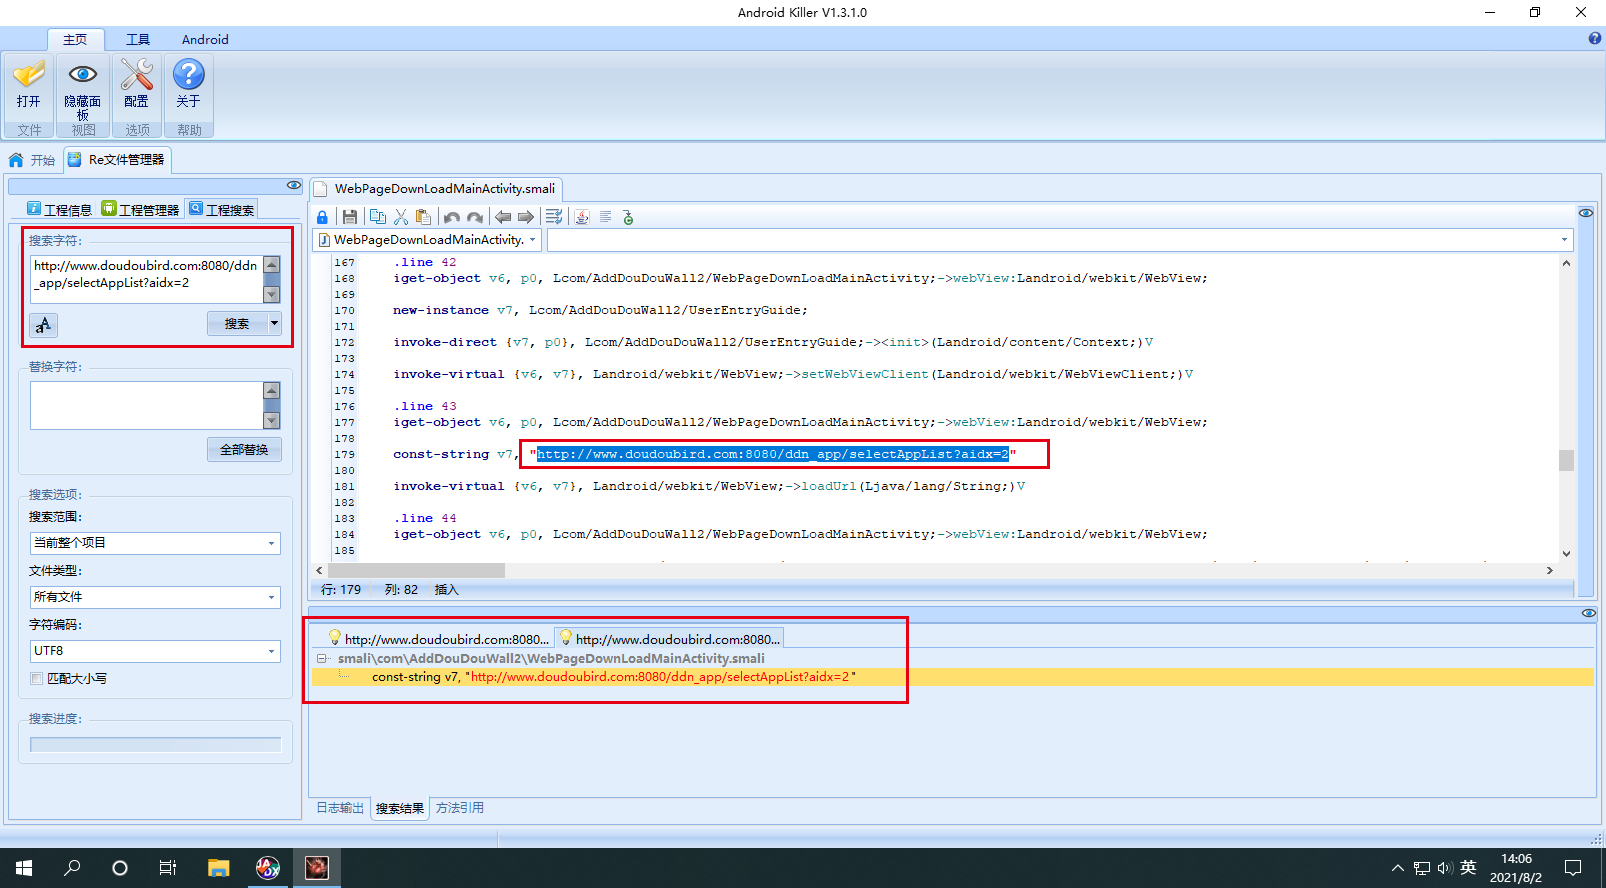 Android Killer V1.3.1.0
主页 工具 Android
打开 隐藏面板 配置 关于
文件 视图 选项 帮助
开始 Re文件管理器
工程信息 工程管理器 工程搜索
搜索字符:
http://www.doudoubird.com:8080/ddn
_app/selectAppList?aidx=2
aA
搜索
替换字符:
全部替换
搜索选项:
搜索范围:
当前整个项目
文件类型:
所有文件
字符编码:
UTF8
匹配大小写
搜索进度:
WebPageDownLoadMainActivity.smali
WebPageDownLoadMainActivity.
167 .line 42
168 iget-object v6, p0, Lcom/AddDouDouWall2/WebPageDownLoadMainActivity;->webView:Landroid/webkit/WebView;
169
170 new-instance v7, Lcom/AddDouDouWall2/UserEntryGuide;
171
172 invoke-direct {v7, p0}, Lcom/AddDouDouWall2/UserEntryGuide;-><init>(Landroid/content/Context;)V
173
174 invoke-virtual {v6, v7}, Landroid/webkit/WebView;->setWebViewClient(Landroid/webkit/WebViewClient;)V
175
176 .line 43
177 iget-object v6, p0, Lcom/AddDouDouWall2/WebPageDownLoadMainActivity;->webView:Landroid/webkit/WebView;
178
179 const-string v7, "http://www.doudoubird.com:8080/ddn_app/selectAppList?aidx=2"
180
181 invoke-virtual {v6, v7}, Landroid/webkit/WebView;->loadUrl(Ljava/lang/String;)V
182
183 .line 44
184 iget-object v6, p0, Lcom/AddDouDouWall2/WebPageDownLoadMainActivity;->webView:Landroid/webkit/WebView;
185
行: 179 列: 82 插入
http://www.doudoubird.com:8080... http://www.doudoubird.com:8080...
smali\com\AddDouDouWall2\WebPageDownLoadMainActivity.smali
const-string v7, "http://www.doudoubird.com:8080/ddn_app/selectAppList?aidx=2"
日志输出 搜索结果 方法引用
英
14:06
2021/8/2